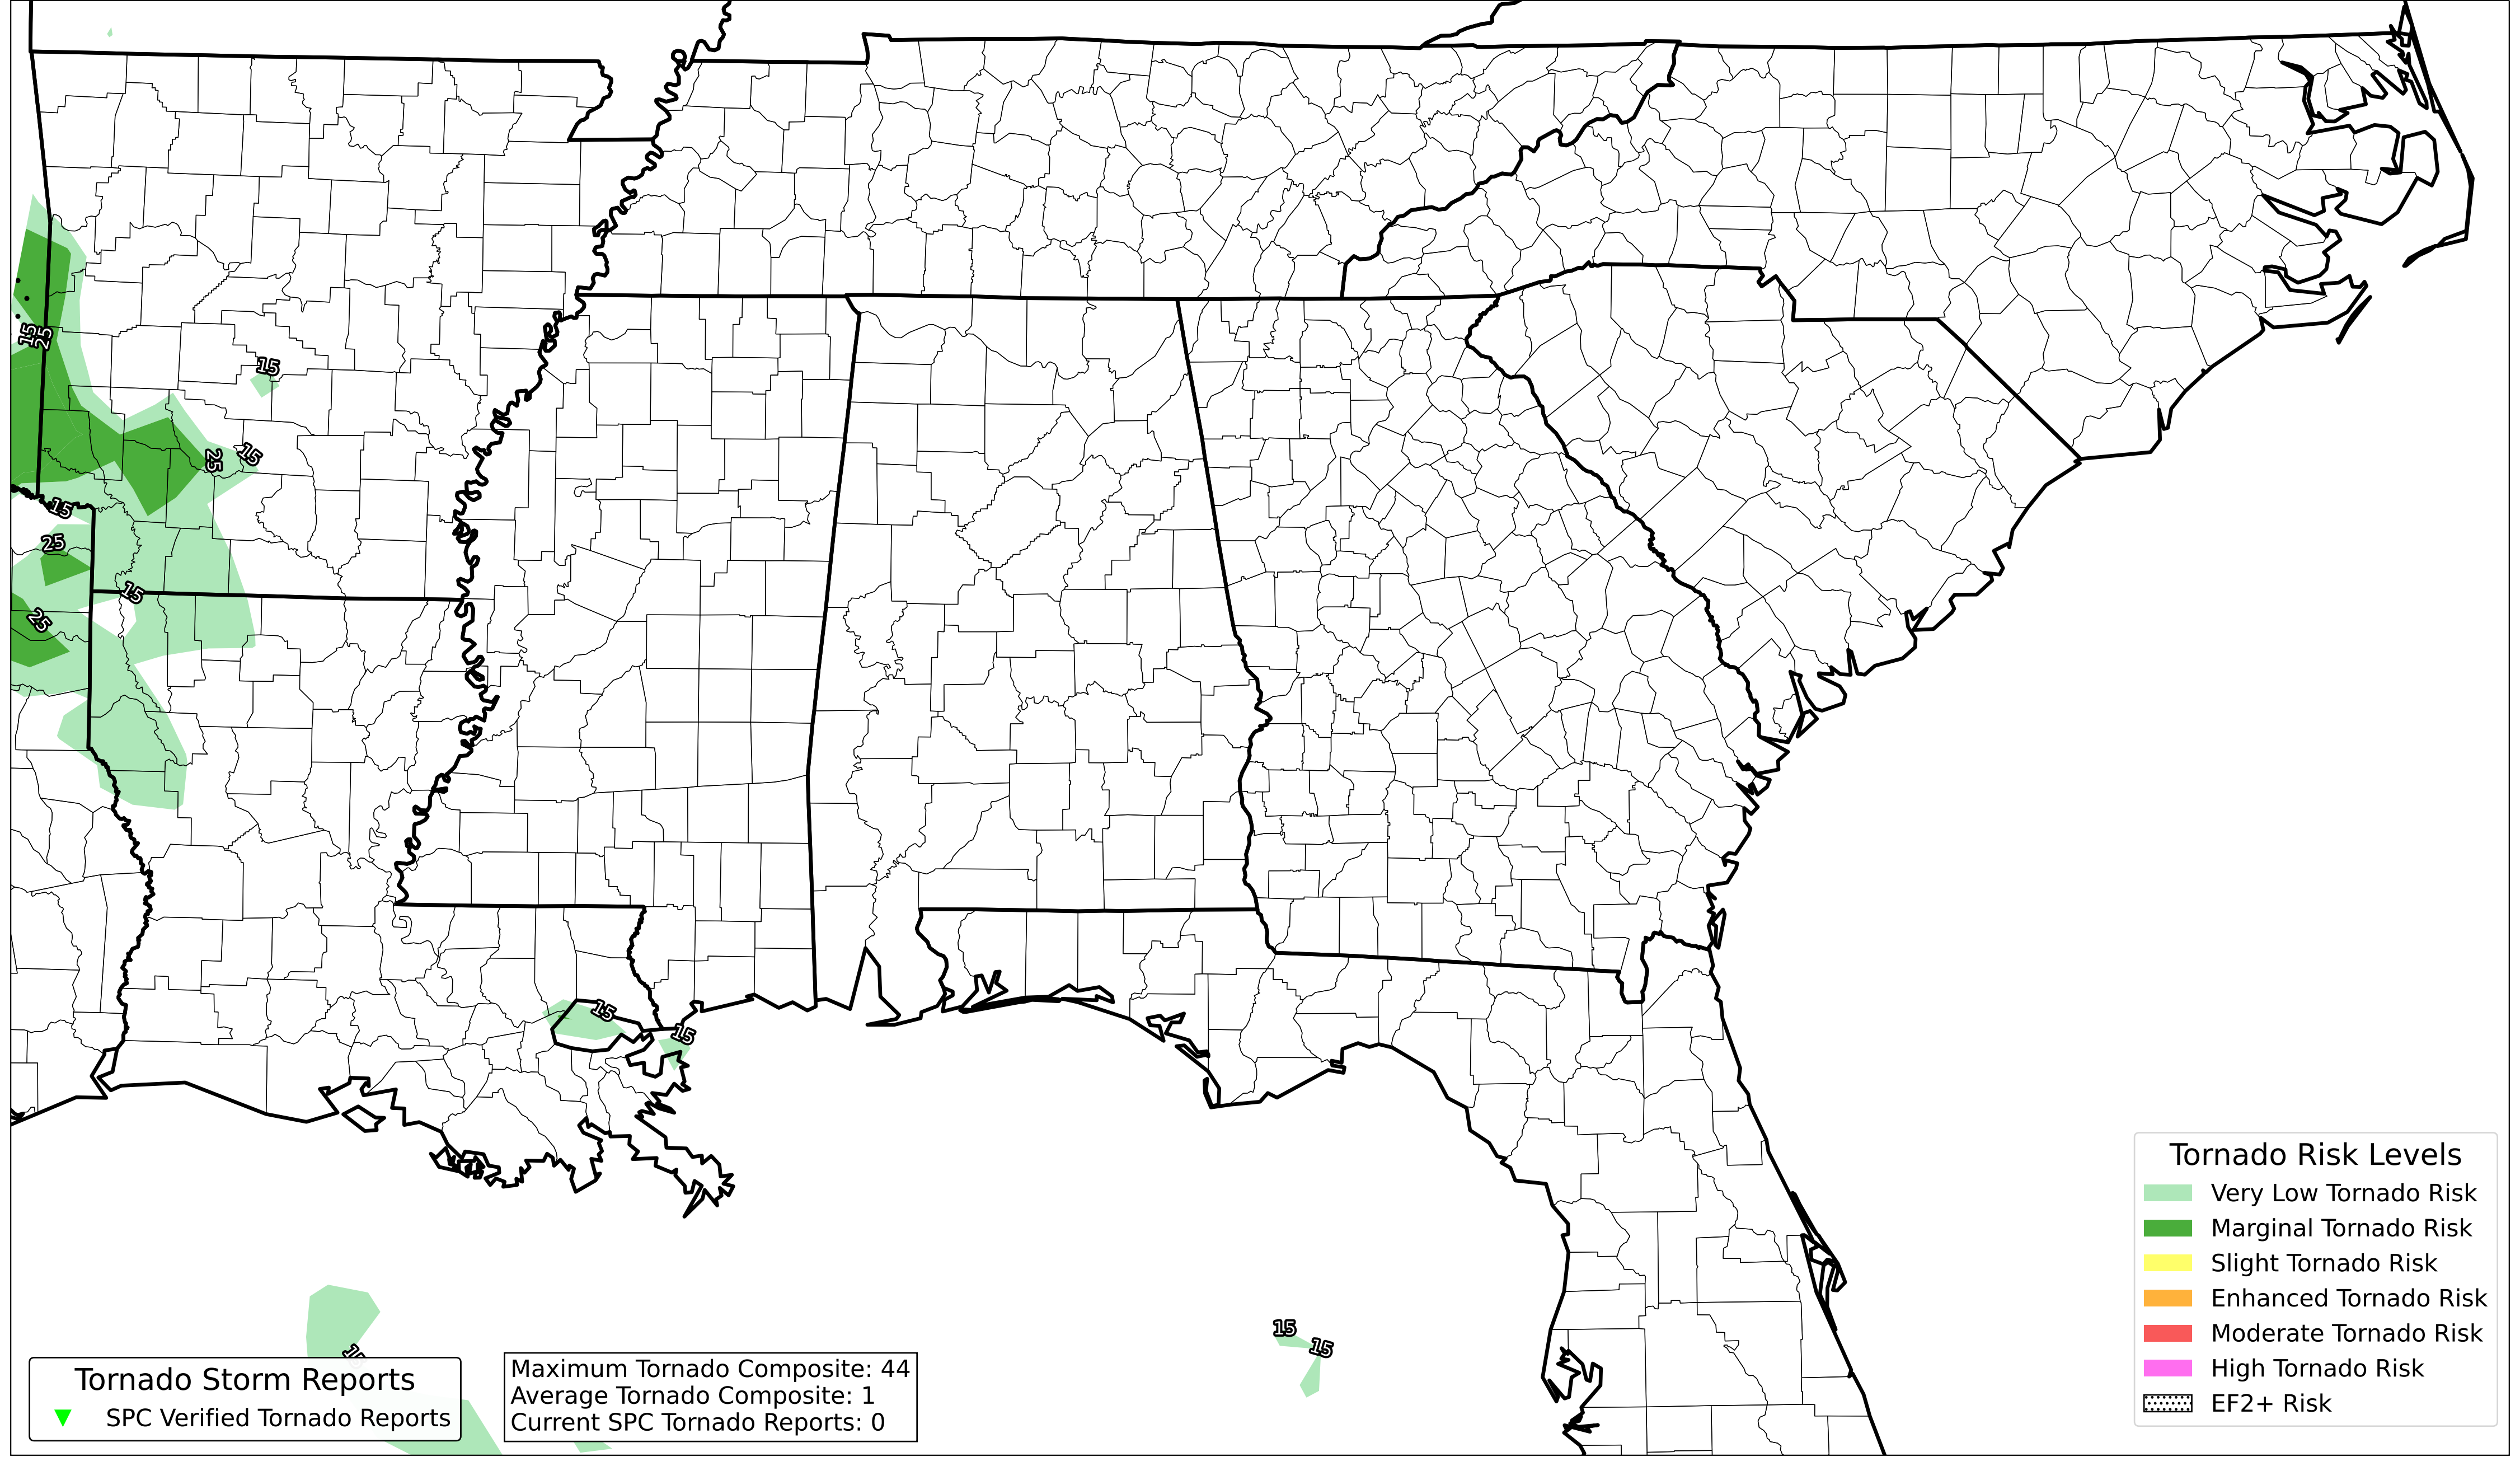 15
25
15
25
15
15
25
15
25
15
15
15
15
15
Tornado Storm Reports
SPC Verified Tornado Reports
Maximum Tornado Composite: 44
Average Tornado Composite: 1
Current SPC Tornado Reports: 0
Tornado Risk Levels
Very Low Tornado Risk
Marginal Tornado Risk
Slight Tornado Risk
Enhanced Tornado Risk
Moderate Tornado Risk
High Tornado Risk
EF2+ Risk